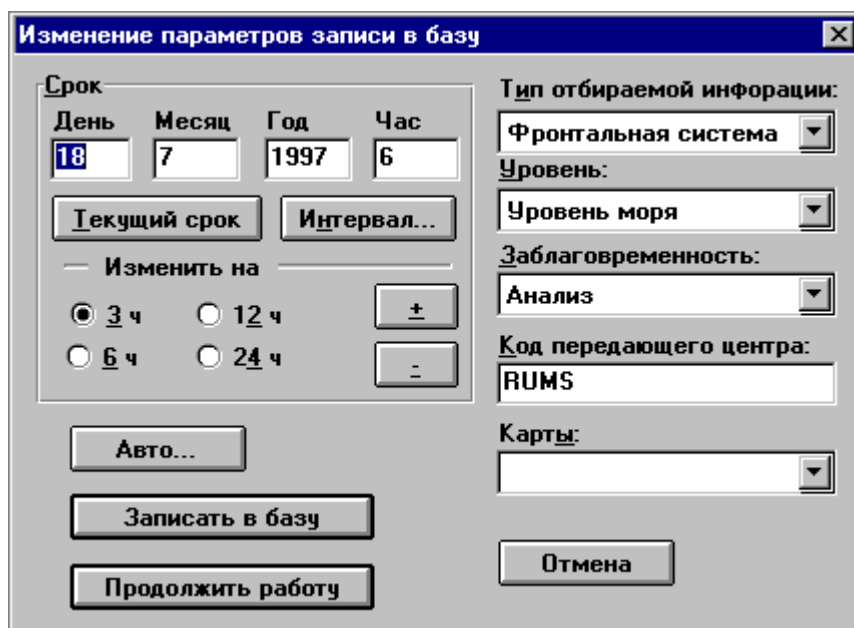 Изменение параметров записи в базу
Срок
День Месяц Год Час
18 7 1997 6
Текущий срок Интервал...
Изменить на
3 ч 12 ч +
6 ч 24 ч -
Авто...
Записать в базу
Продолжить работу
Тип отбираемой инфорации:
Фронтальная система
Уровень:
Уровень моря
Заблаговременность:
Анализ
Код передающего центра:
RUMS
Карты:
Отмена